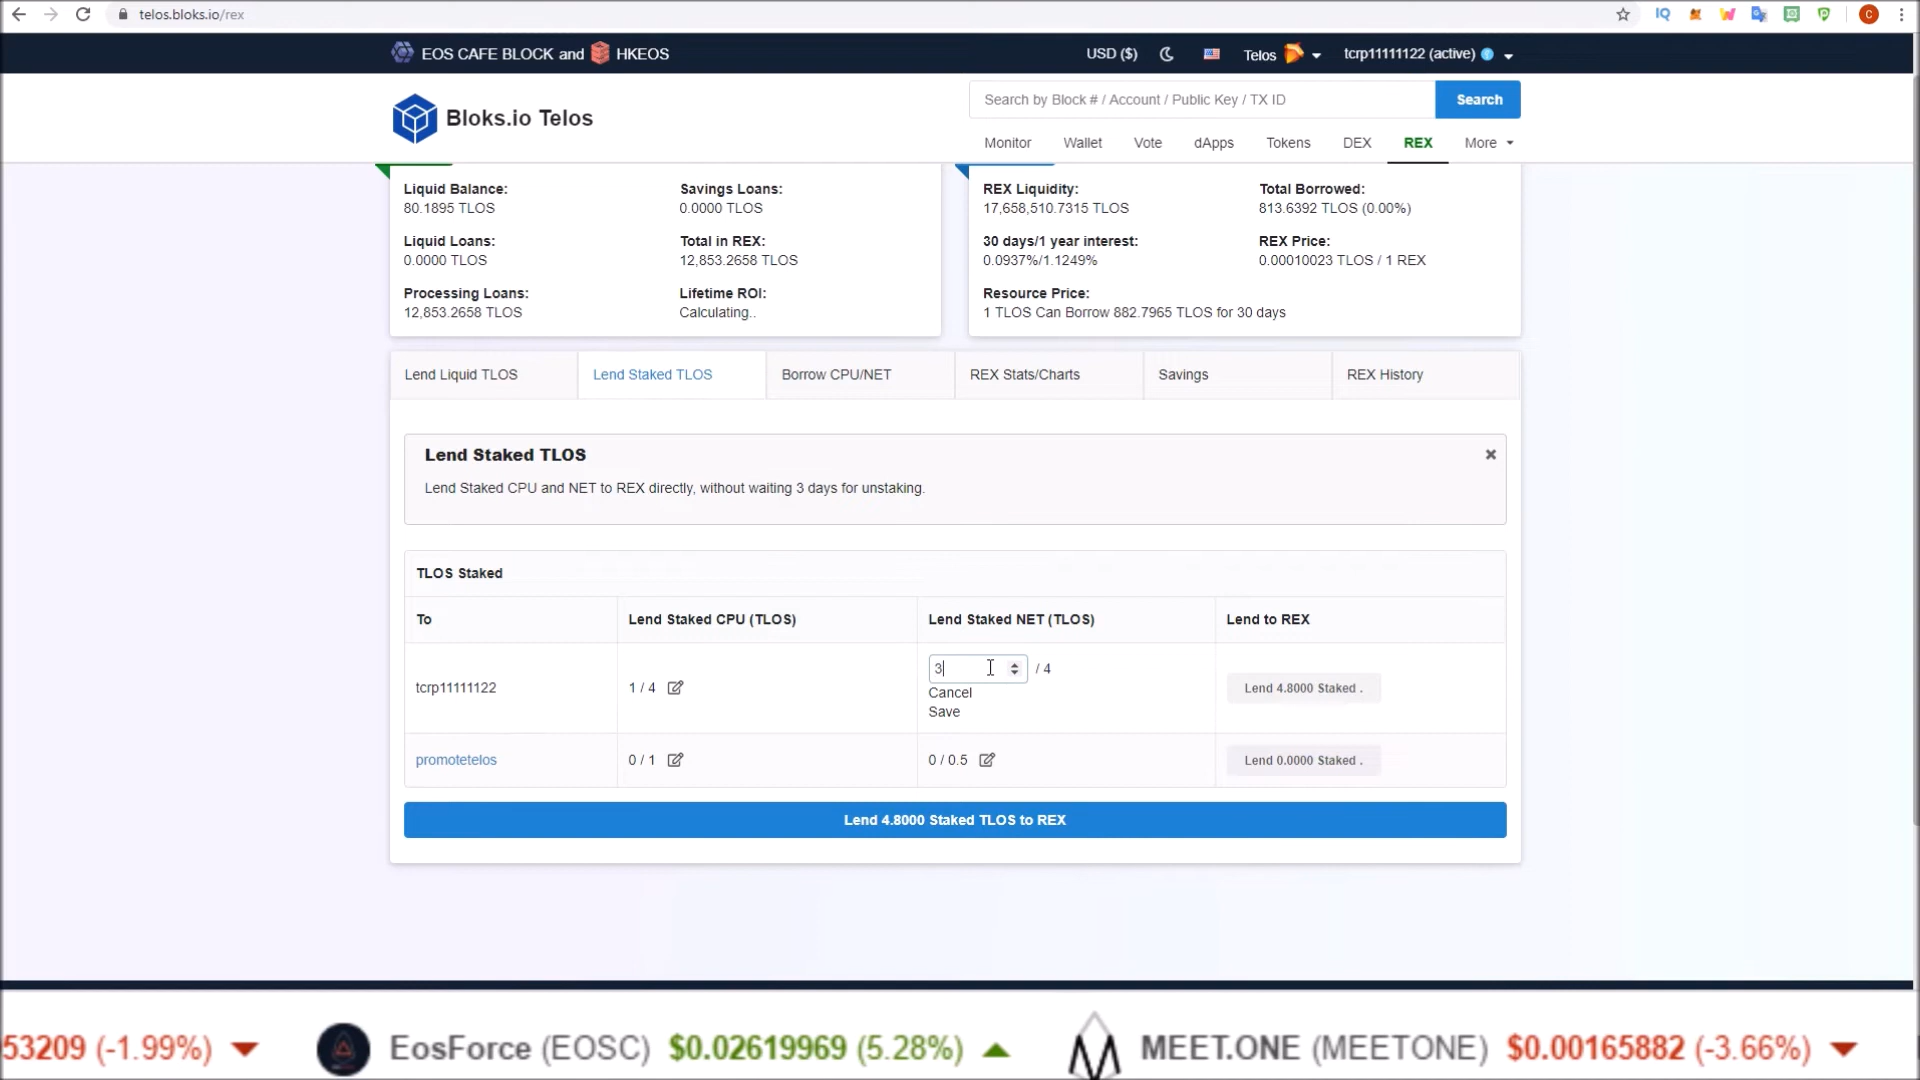 telos.bloks.io/rex
EOS CAFE BLOCK and HKEOS
USD ($) Telos tcrp11111122 (active)
Bloks.io Telos
Search by Block # / Account / Public Key / TX ID Search
Monitor Wallet Vote dApps Tokens DEX REX More
Liquid Balance: Savings Loans: REX Liquidity: Total Borrowed:
80.1895 TLOS 0.0000 TLOS 17,658,510.7315 TLOS 813.6392 TLOS (0.00%)
Liquid Loans: Total in REX: 30 days/1 year interest: REX Price:
0.0000 TLOS 12,853.2658 TLOS 0.0937%/1.1249% 0.00010023 TLOS / 1 REX
Processing Loans: Lifetime ROI: Resource Price:
12,853.2658 TLOS Calculating.. 1 TLOS Can Borrow 882.7965 TLOS for 30 days
Lend Liquid TLOS Lend Staked TLOS Borrow CPU/NET REX Stats/Charts Savings REX History
Lend Staked TLOS
Lend Staked CPU and NET to REX directly, without waiting 3 days for unstaking.
TLOS Staked
To Lend Staked CPU (TLOS) Lend Staked NET (TLOS) Lend to REX
3 / 4
tcrp11111122 1 / 4 Cancel Lend 4.8000 Staked .
Save
promotetelos 0 / 1 0 / 0.5 Lend 0.0000 Staked .
Lend 4.8000 Staked TLOS to REX
53209 (-1.99%) EosForce (EOSC) $0.02619969 (5.28%) MEET.ONE (MEETONE) $0.00165882 (-3.66%)